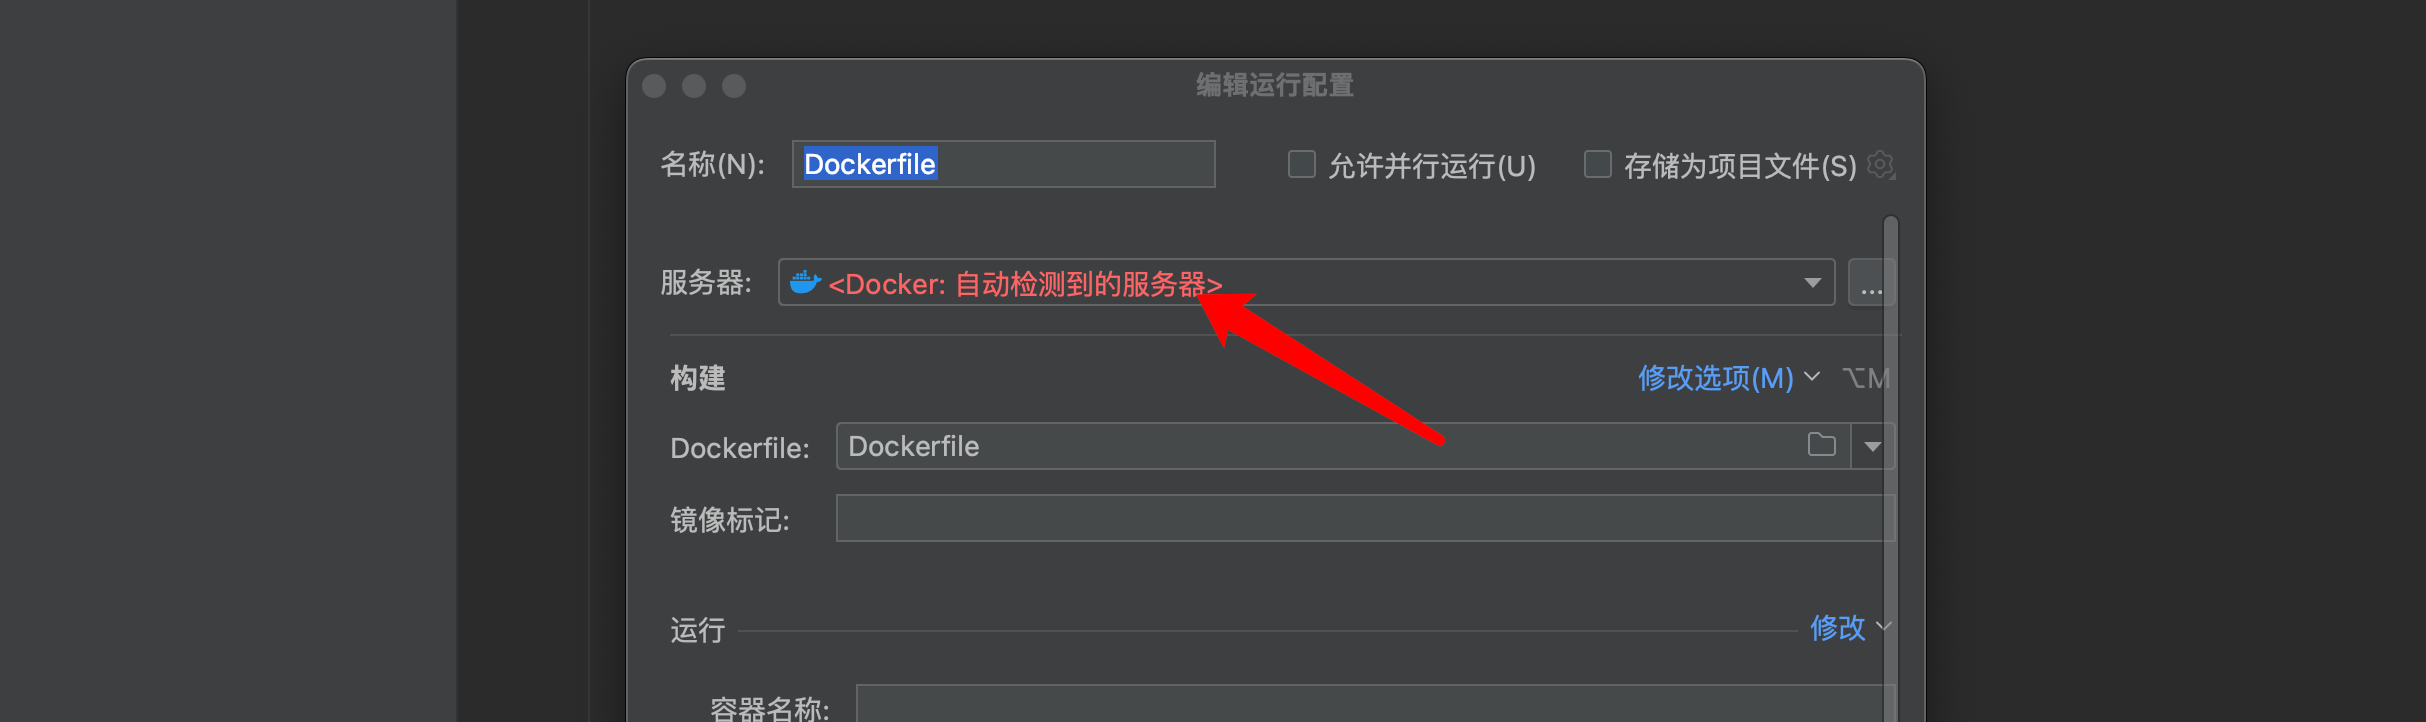 编辑运行配置
名称(N): Dockerfile 允许并行运行(U) 存储为项目文件(S)
服务器: <Docker: 自动检测到的服务器> ...
构建 修改选项(M) ⌥M
Dockerfile: Dockerfile
镜像标记:
运行 修改
容器名称: